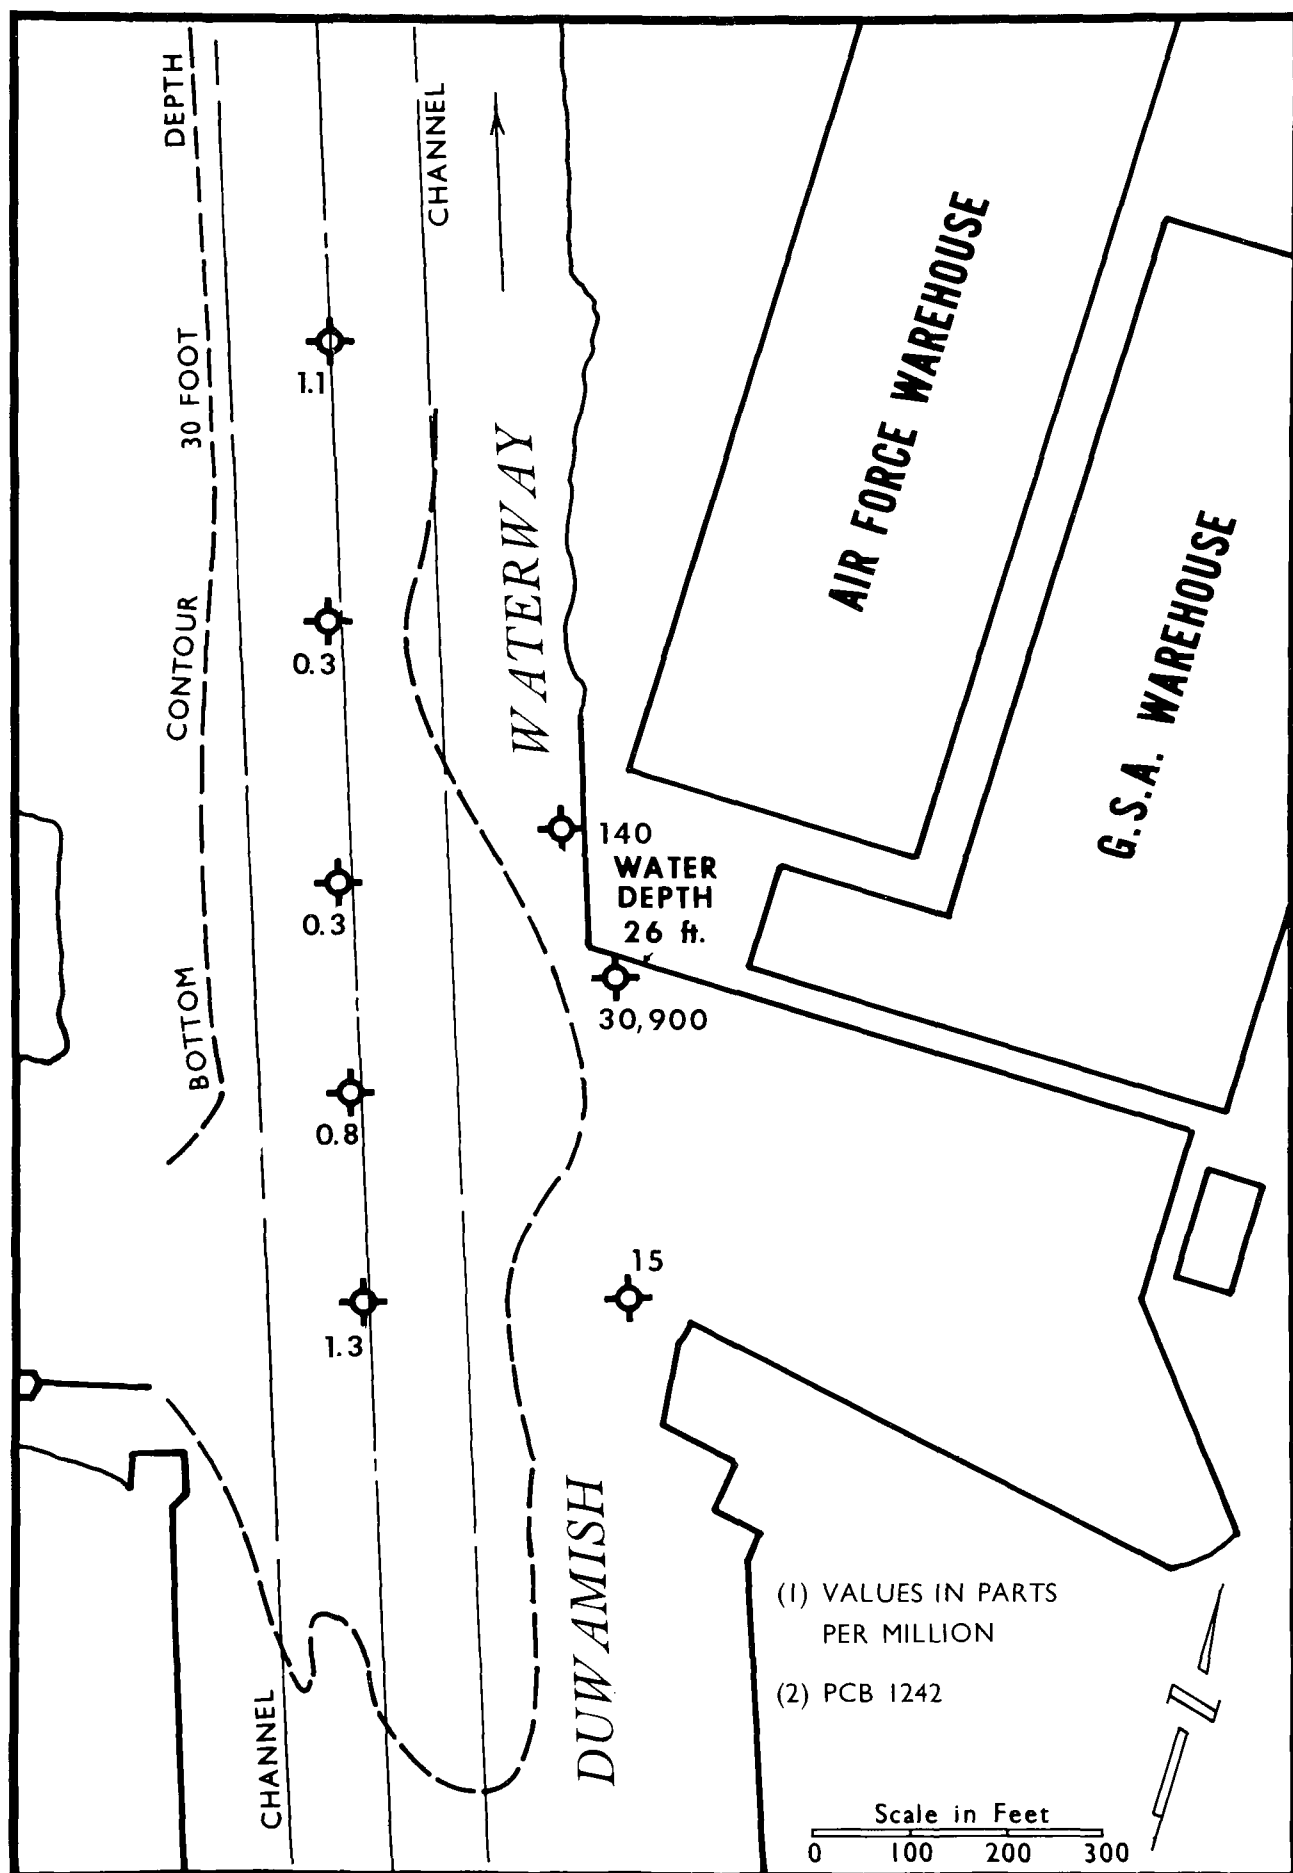 DEPTH
CHANNEL
30 FOOT
1.1
AIR FORCE WAREHOUSE
WATERWAY
G.S.A. WAREHOUSE
CONTOUR
0.3
140
WATER
DEPTH
26 ft.
0.3
BOTTOM
30,900
0.8
15
1.3
DUWAMISH
(1) VALUES IN PARTS
PER MILLION
(2) PCB 1242
CHANNEL
N
Scale in Feet
0 100 200 300